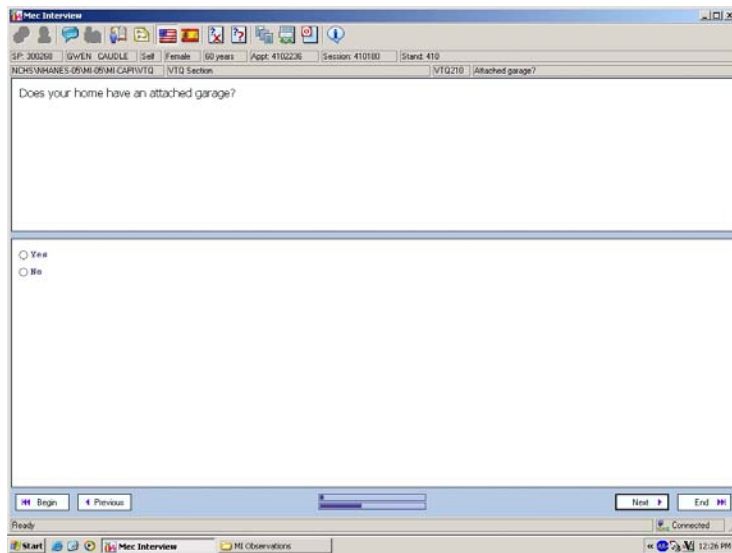 Mec Interview
SP: 300268 GWEN CAUDLE Self Female 60 years Appt: 4102236 Session: 410180 Stand: 410
NCHS\NHANES-05\MI-05\MI-CAPI\VTQ VTQ Section VTQ210 Attached garage?
Does your home have an attached garage?
Yes
No
Begin Previous Next End
Ready Connected
Start Mec Interview MI Observations 12:26 PM